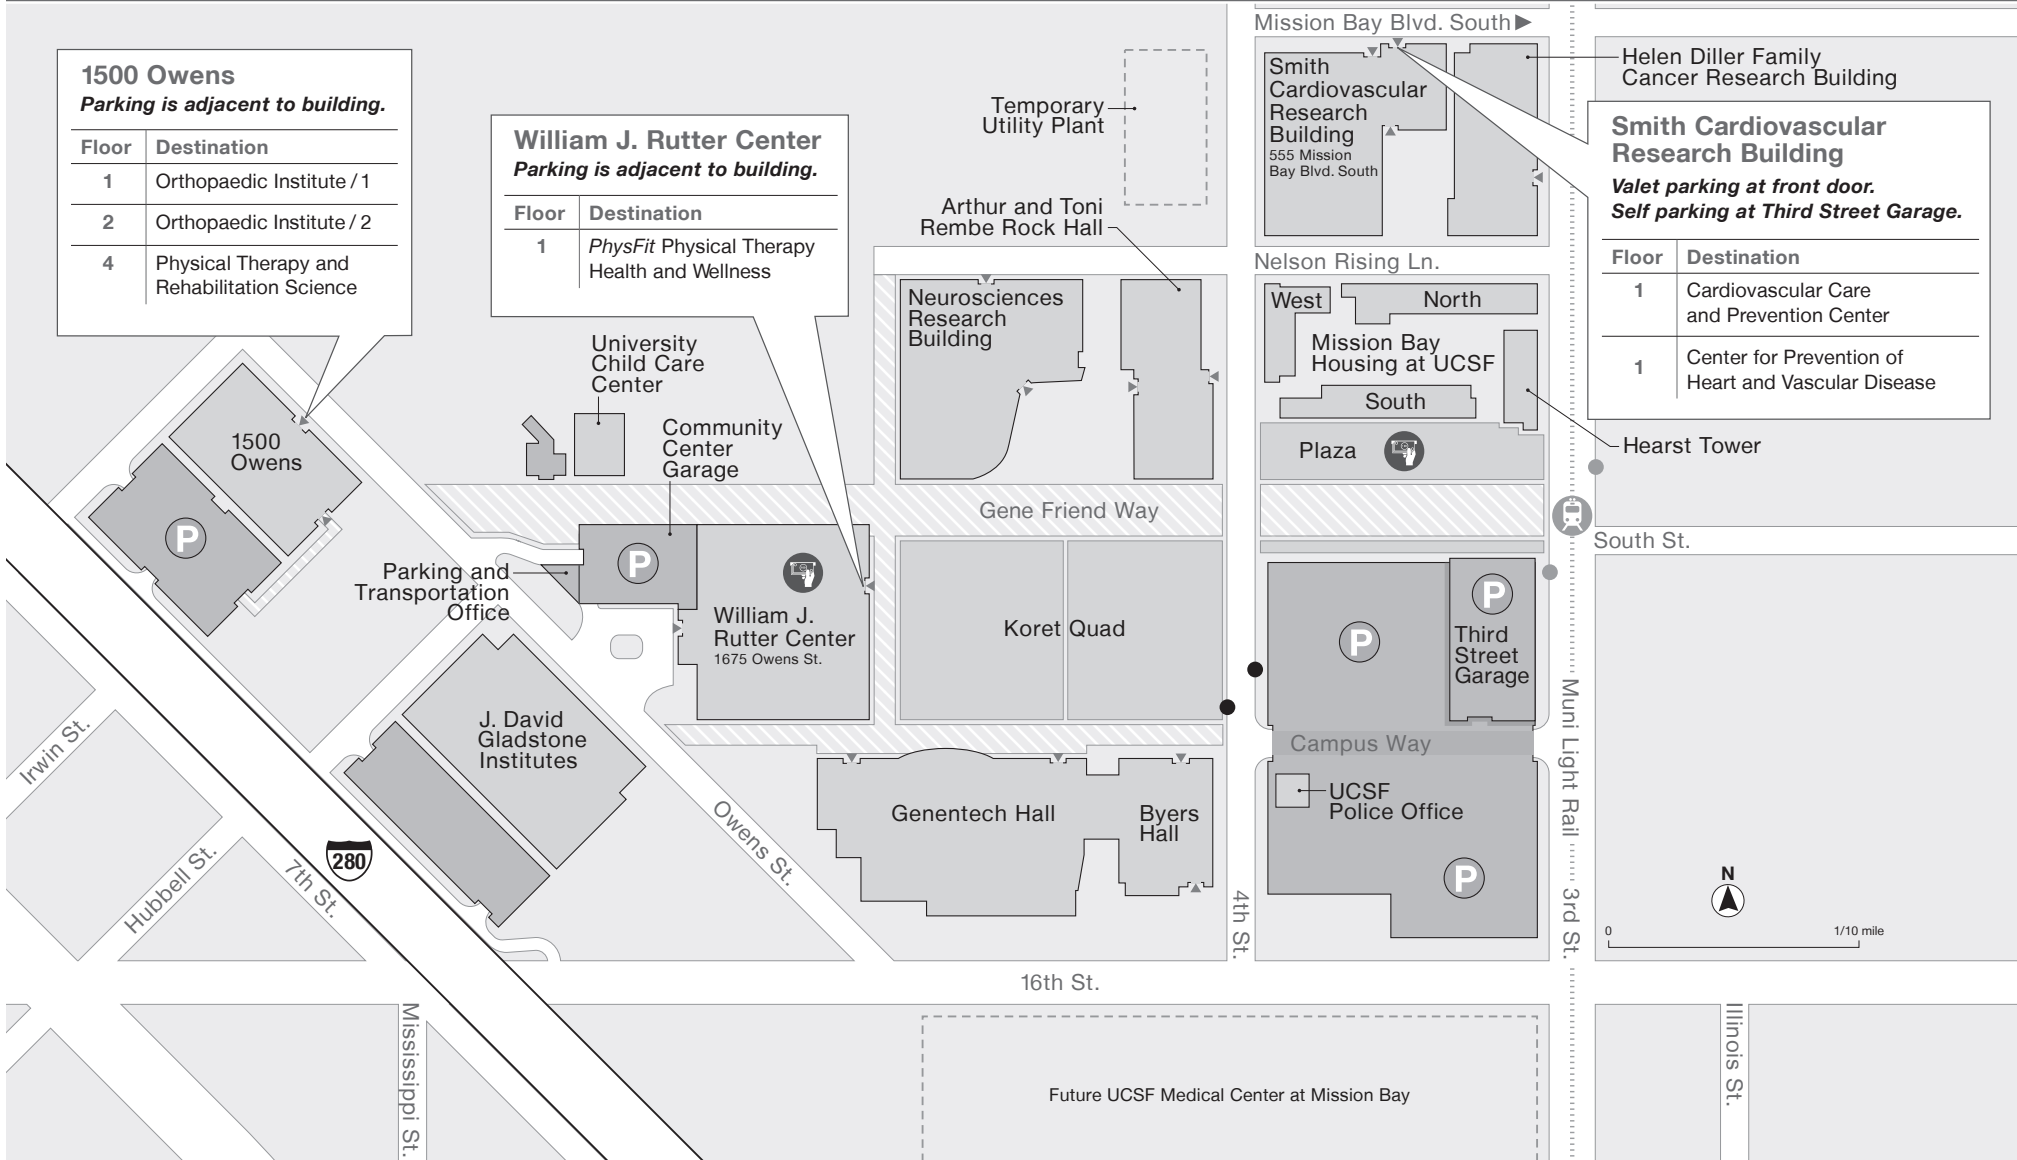 Mission Bay Blvd. South
1500 Owens
Parking is adjacent to building.
Floor Destination
1 Orthopaedic Institute / 1
2 Orthopaedic Institute / 2
4 Physical Therapy and
Rehabilitation Science
William J. Rutter Center
Parking is adjacent to building.
Floor Destination
1 PhysFit Physical Therapy
Health and Wellness
Temporary
Utility Plant
Smith
Cardiovascular
Research
Building
555 Mission
Bay Blvd. South
Helen Diller Family
Cancer Research Building
Smith Cardiovascular
Research Building
Valet parking at front door.
Self parking at Third Street Garage.
Floor Destination
1 Cardiovascular Care
and Prevention Center
1 Center for Prevention of
Heart and Vascular Disease
Arthur and Toni
Rembe Rock Hall
Nelson Rising Ln.
Neurosciences
Research
Building
West
North
Mission Bay
Housing at UCSF
South
Plaza
Hearst Tower
University
Child Care
Center
Community
Center
Garage
1500
Owens
P
Gene Friend Way
South St.
Parking and
Transportation
Office
P
William J.
Rutter Center
1675 Owens St.
Koret Quad
P
P
Third
Street
Garage
Muni Light Rail
J. David
Gladstone
Institutes
Campus Way
UCSF
Police Office
Genentech Hall
Byers
Hall
Owens St.
P
Irwin St.
Hubbell St.
280
7th St.
4th St.
3rd St.
N
0 1/10 mile
16th St.
Mississippi St.
Illinois St.
Future UCSF Medical Center at Mission Bay